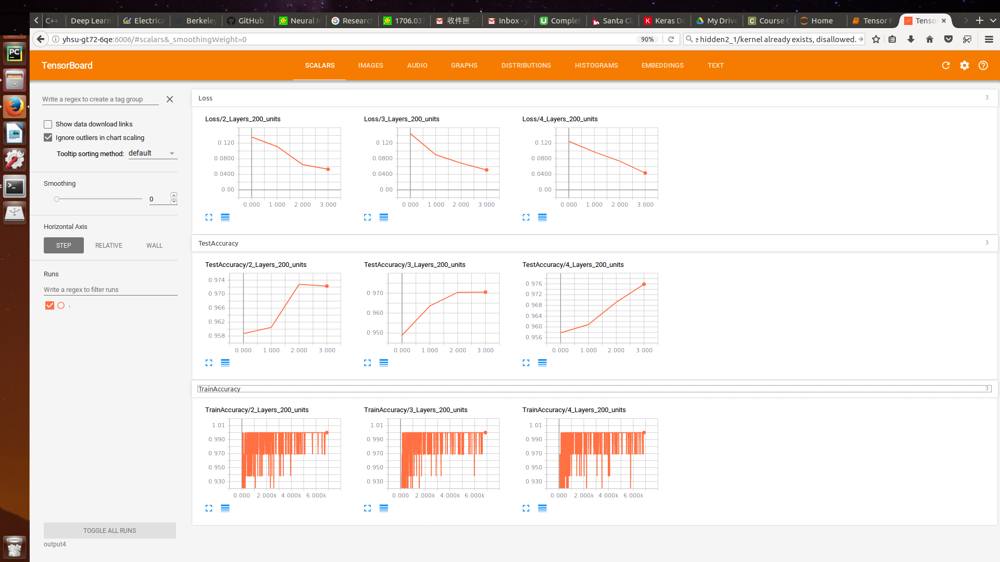 C++ Deep Learni Electrica Berkeley GitHub - Neural M Researc 1706.037 收件匣 - s Inbox - yl Complet Santa Cla Keras Do My Drive Course C Home Tensor F Tenso
yhsu-gt72-6qe:6006/#scalars&_smoothingWeight=0 90% e hidden2_1/kernel already exists, disallowed.
TensorBoard SCALARS IMAGES AUDIO GRAPHS DISTRIBUTIONS HISTOGRAMS EMBEDDINGS TEXT
Write a regex to create a tag group
Show data download links
Ignore outliers in chart scaling
Tooltip sorting method: default
Smoothing
0
Horizontal Axis
STEP RELATIVE WALL
Runs
Write a regex to filter runs
.
TOGGLE ALL RUNS
output4
Loss 3
Loss/2_Layers_200_units
0.120
0.0800
0.0400
0.00
0.000 1.000 2.000 3.000
Loss/3_Layers_200_units
0.120
0.0800
0.0400
0.00
0.000 1.000 2.000 3.000
Loss/4_Layers_200_units
0.120
0.0800
0.0400
0.00
0.000 1.000 2.000 3.000
TestAccuracy 3
TestAccuracy/2_Layers_200_units
0.974
0.970
0.966
0.962
0.958
0.000 1.000 2.000 3.000
TestAccuracy/3_Layers_200_units
0.970
0.960
0.950
0.000 1.000 2.000 3.000
TestAccuracy/4_Layers_200_units
0.976
0.972
0.968
0.964
0.960
0.956
0.000 1.000 2.000 3.000
TrainAccuracy 3
TrainAccuracy/2_Layers_200_units
1.01
0.990
0.970
0.950
0.930
0.000 2.000k 4.000k 6.000k
TrainAccuracy/3_Layers_200_units
1.01
0.990
0.970
0.950
0.930
0.000 2.000k 4.000k 6.000k
TrainAccuracy/4_Layers_200_units
1.01
0.990
0.970
0.950
0.930
0.000 2.000k 4.000k 6.000k